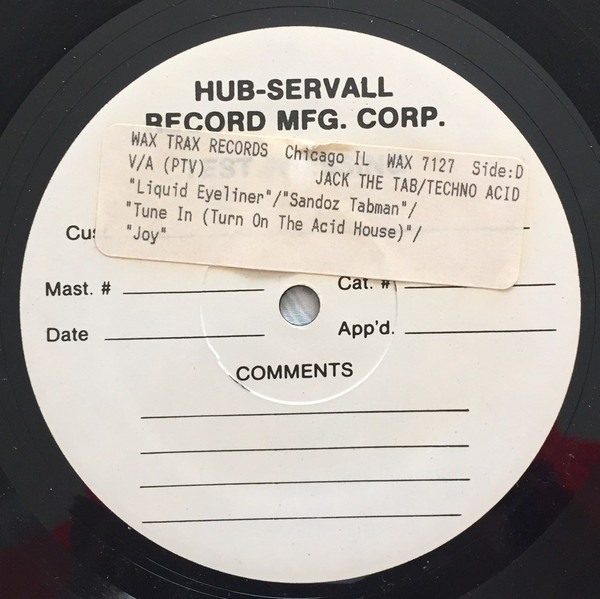 HUB-SERVALL
RECORD MFG. CORP.
WAX TRAX RECORDS Chicago IL WAX 7127 Side:D
V/A (PTV) JACK THE TAB/TECHNO ACID
"Liquid Eyeliner"/"Sandoz Tabman"/
"Tune In (Turn On The Acid House)"/
"Joy"
Mast. # Cat. #
Date App'd.
COMMENTS